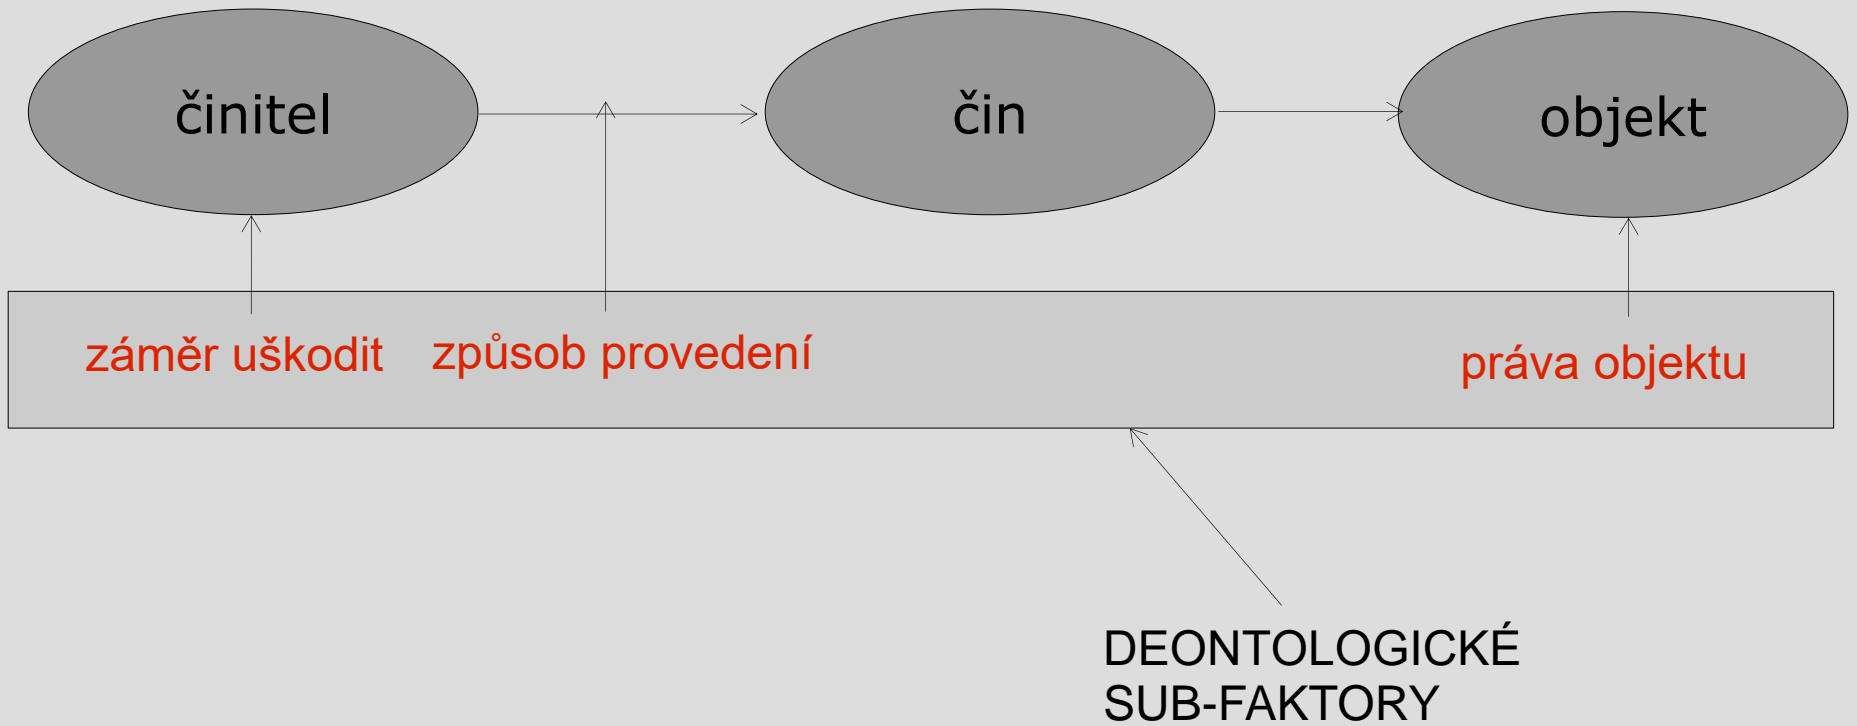 činitel
čin
objekt
záměr uškodit
způsob provedení
práva objektu
DEONTOLOGICKÉ
SUB-FAKTORY